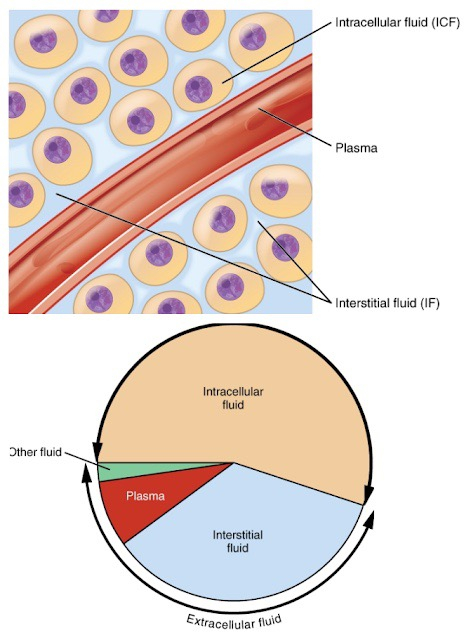 Intracellular fluid (ICF)
Plasma
Interstitial fluid (IF)
Intracellular
fluid
Other fluid
Plasma
Interstitial
fluid
Extracellular fluid